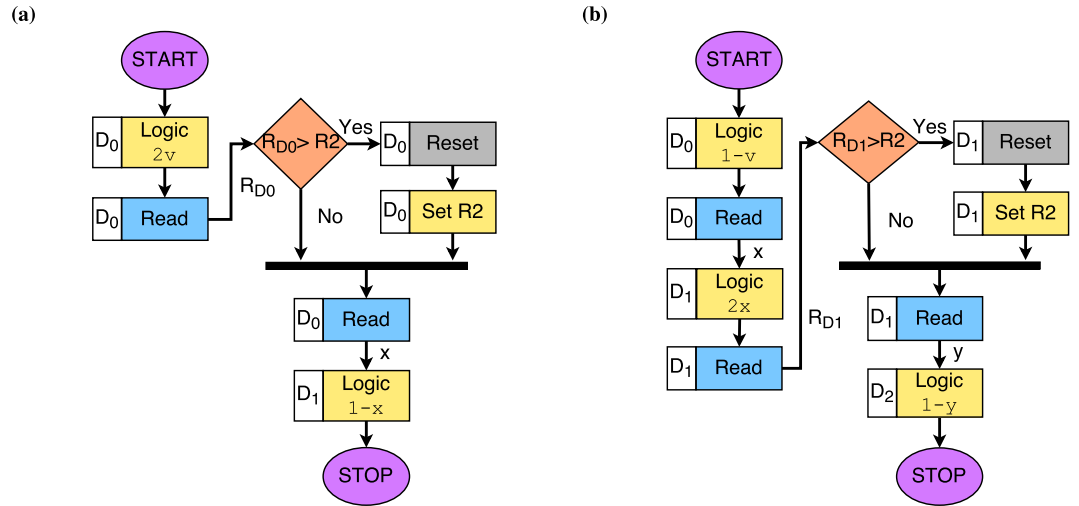 (a)
START
D0
Logic
2v
D0
Read
RD0
RD0> R2
Yes
No
D0
Reset
D0
Set R2
D0
Read
x
D1
Logic
1-x
STOP
(b)
START
D0
Logic
1-v
D0
Read
x
D1
Logic
2x
D1
Read
RD1
RD1>R2
Yes
No
D1
Reset
D1
Set R2
D1
Read
y
D2
Logic
1-y
STOP